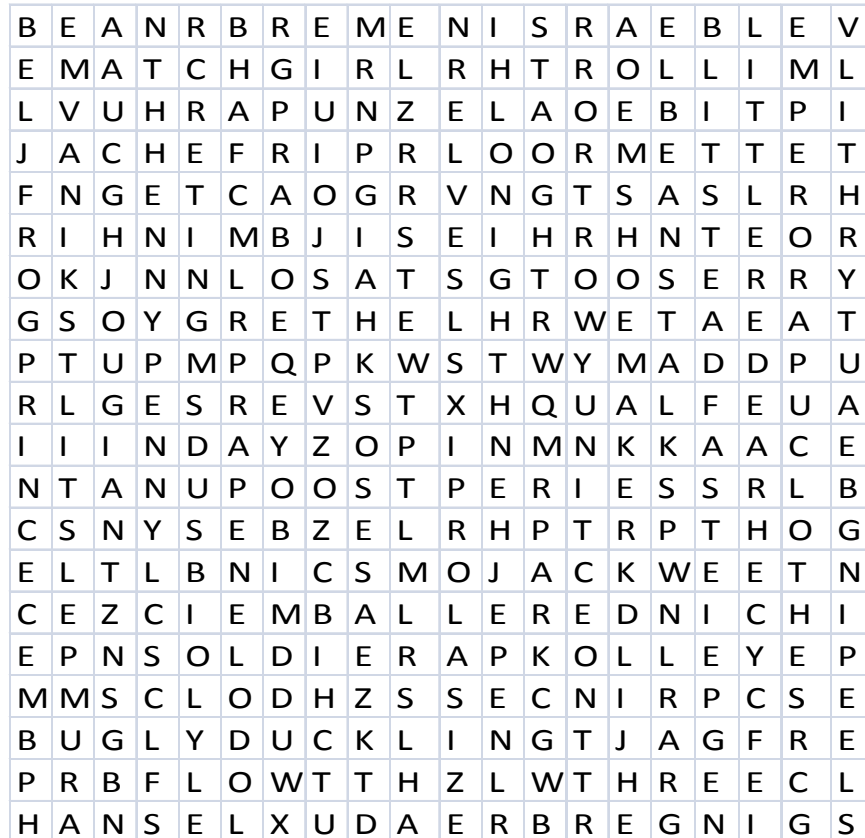 B E A N R B R E M E N I S R A E B L E V
E M A T C H G I R L R H T R O L L I M L
L V U H R A P U N Z E L A O E B I T P I
J A C H E F R I P R L O O R M E T T E T
F N G E T C A O G R V N G T S A S L R H
R I H N I M B J I S E I H R H N T E O R
O K J N N L O S A T S G T O O S E R R Y
G S O Y G R E T H E L H R W E T A E A T
P T U P M P Q P K W S T W Y M A D D P U
R L G E S R E V S T X H Q U A L F E U A
I I I N D A Y Z O P I N M N K K A A C E
N T A N U P O O S T P E R I E S S R L B
C S N Y S E B Z E L R H P T R P T H O G
E L T L B N I C S M O J A C K W E E T N
C E Z C I E M B A L L E R E D N I C H I
E P N S O L D I E R A P K O L L E Y E P
M M S C L O D H Z S S E C N I R P C S E
B U G L Y D U C K L I N G T J A G F R E
P R B F L O W T T H Z L W T H R E E C L
H A N S E L X U D A E R B R E G N I G S